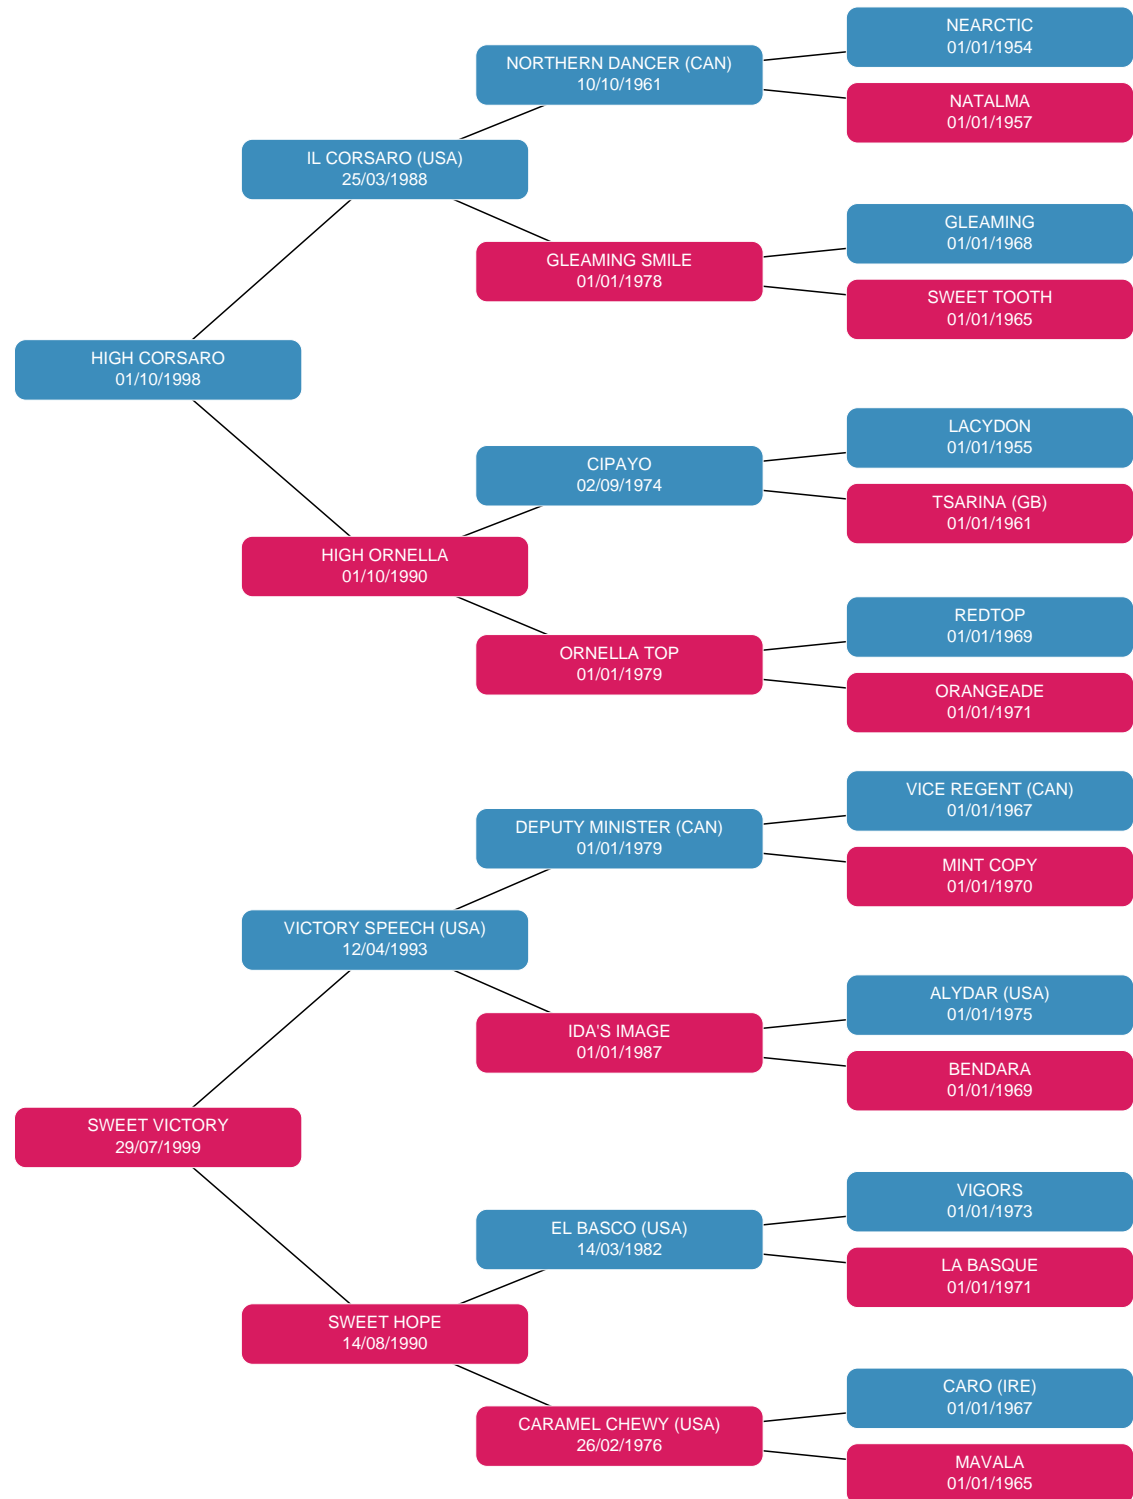 NEARCTIC
01/01/1954
NORTHERN DANCER (CAN)
10/10/1961
NATALMA
01/01/1957
IL CORSARO (USA)
25/03/1988
GLEAMING
01/01/1968
GLEAMING SMILE
01/01/1978
SWEET TOOTH
01/01/1965
HIGH CORSARO
01/10/1998
LACYDON
01/01/1955
CIPAYO
02/09/1974
TSARINA (GB)
01/01/1961
HIGH ORNELLA
01/10/1990
REDTOP
01/01/1969
ORNELLA TOP
01/01/1979
ORANGEADE
01/01/1971
VICE REGENT (CAN)
01/01/1967
DEPUTY MINISTER (CAN)
01/01/1979
MINT COPY
01/01/1970
VICTORY SPEECH (USA)
12/04/1993
ALYDAR (USA)
01/01/1975
IDA'S IMAGE
01/01/1987
BENDARA
01/01/1969
SWEET VICTORY
29/07/1999
VIGORS
01/01/1973
EL BASCO (USA)
14/03/1982
LA BASQUE
01/01/1971
SWEET HOPE
14/08/1990
CARO (IRE)
01/01/1967
CARAMEL CHEWY (USA)
26/02/1976
MAVALA
01/01/1965